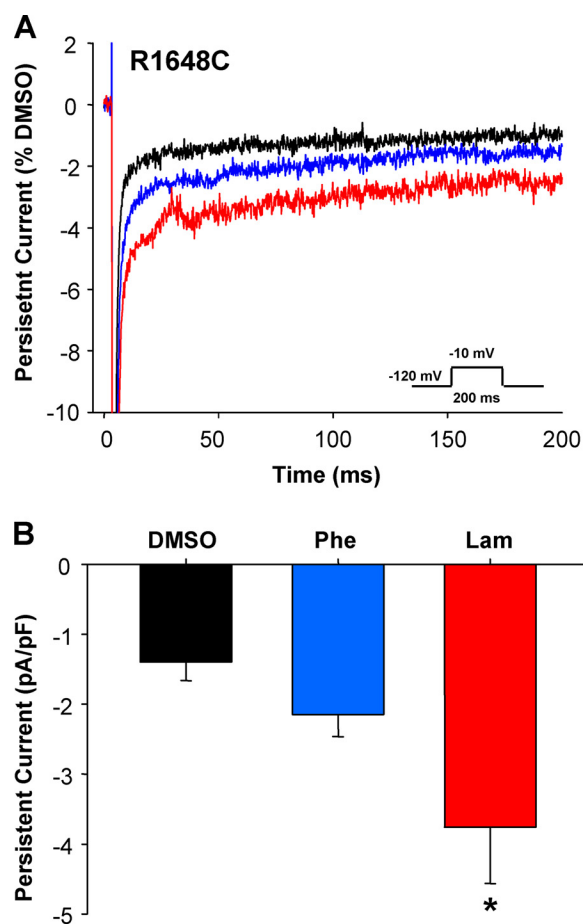 A
R1648C
Persisetnt Current (% DMSO)
2
0
-2
-4
-6
-8
-10
-10 mV
-120 mV
200 ms
0
50
100
150
200
Time (ms)
B
DMSO
Phe
Lam
Persistent Current (pA/pF)
0
-1
-2
-3
-4
-5
*